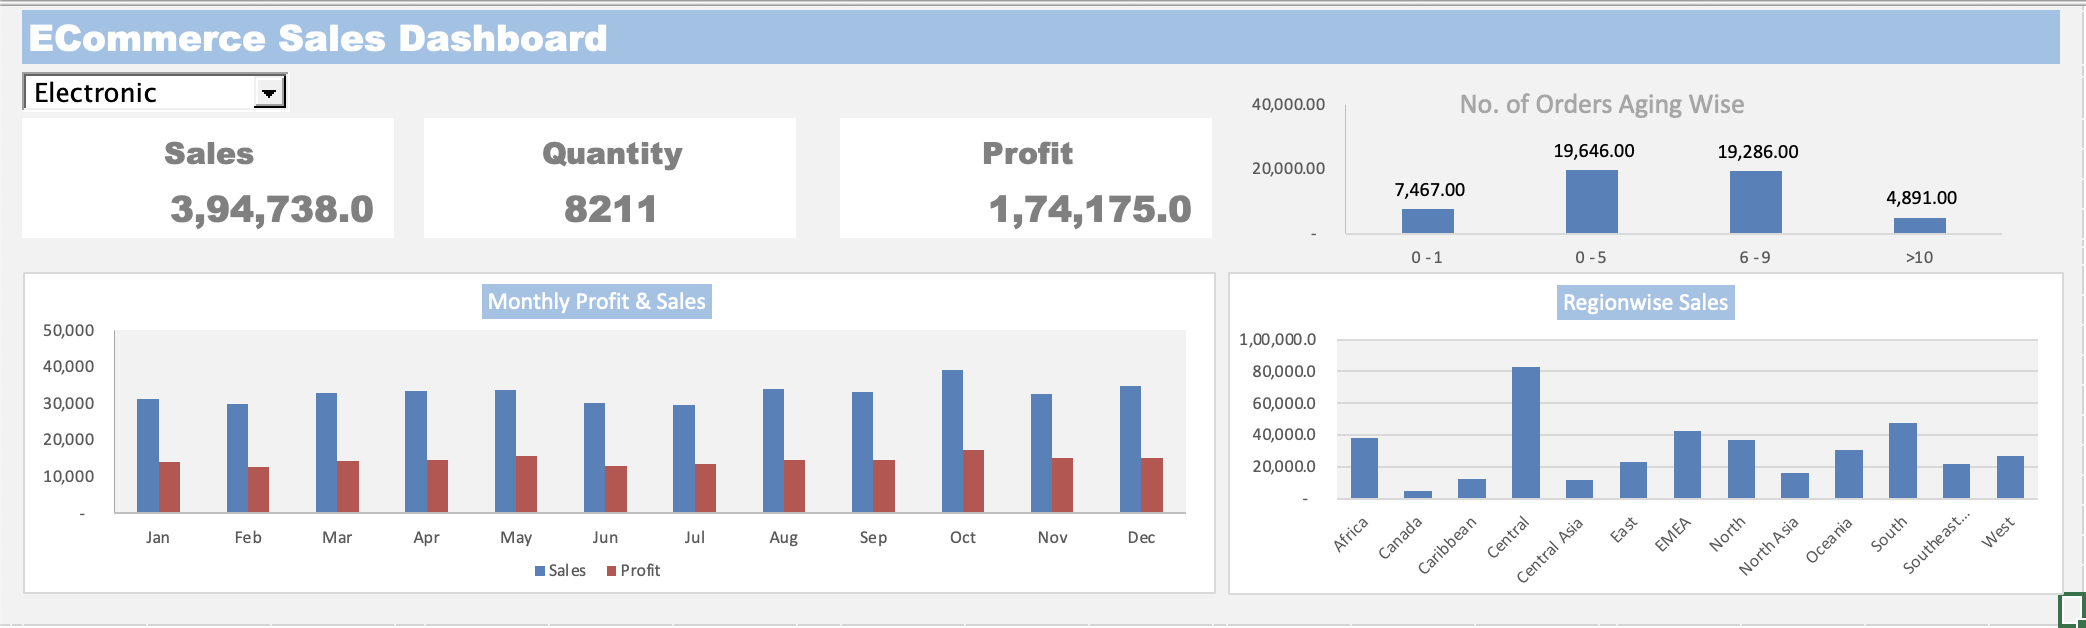 ECommerce Sales Dashboard
Electronic
Sales
3,94,738.0
Quantity
8211
Profit
1,74,175.0
No. of Orders Aging Wise
40,000.00
20,000.00
-
7,467.00
19,646.00
19,286.00
4,891.00
0 - 1
0 - 5
6 - 9
>10
Monthly Profit & Sales
50,000
40,000
30,000
20,000
10,000
-
Jan Feb Mar Apr May Jun Jul Aug Sep Oct Nov Dec
Sales Profit
Regionwise Sales
1,00,000.0
80,000.0
60,000.0
40,000.0
20,000.0
-
Africa
Canada
Caribbean
Central
Central Asia
East
EMEA
North
North Asia
Oceania
South
Southeast...
West